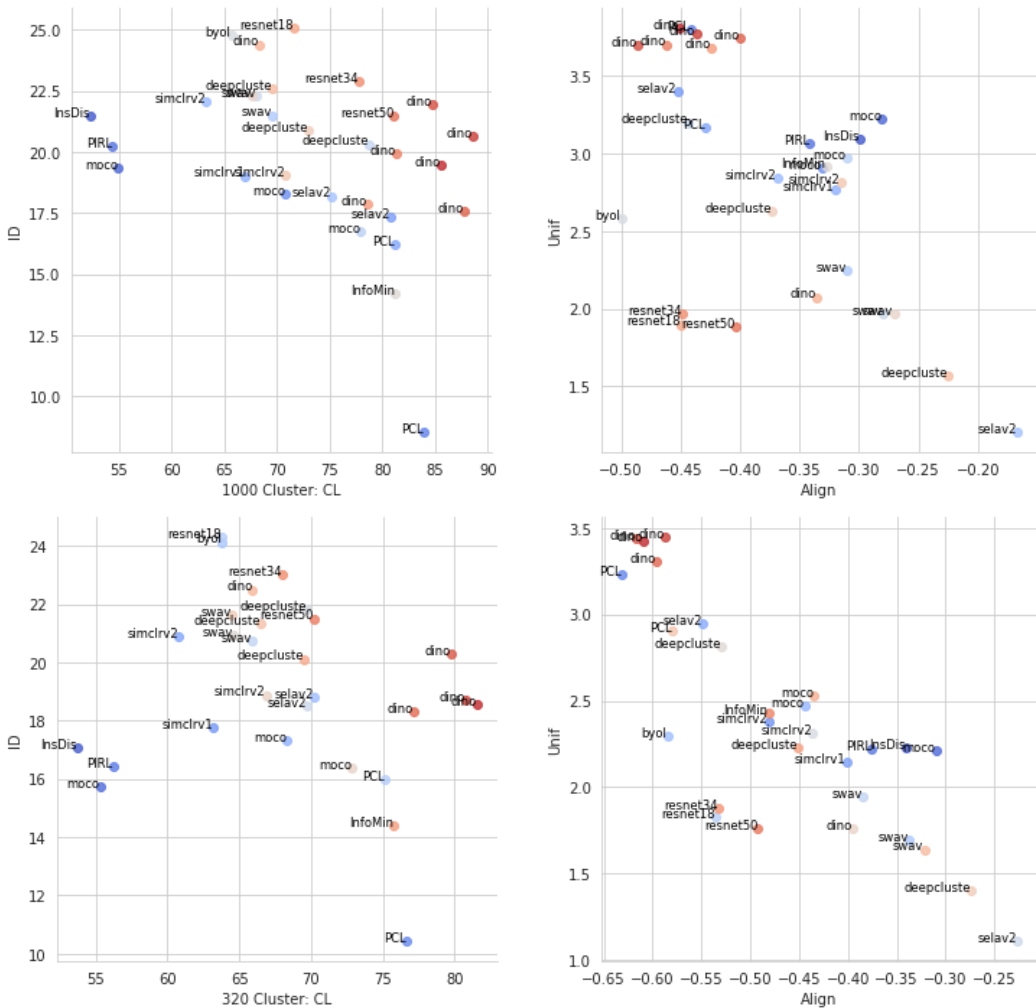 25.0
22.5
20.0
17.5
15.0
12.5
10.0
ID
byol
resnet18
dino
deepcluste
swav
swav
simclrv2
resnet34
InsDis
swav
resnet50
dino
deepcluste
deepcluste
dino
PIRL
dino
moco
dino
simclrv1
simclrv2
moco
selav2
dino
selav2
dino
moco
PCL
InfoMin
PCL
55 60 65 70 75 80 85 90
1000 Cluster: CL
3.5
3.0
2.5
2.0
1.5
Unif
dino
PCL
dino
dino
dino
dino
dino
selav2
deepcluste
PCL
moco
InsDis
PIRL
moco
InfoMin
moco
simclrv2
simclrv2
simclrv1
deepcluste
byol
swav
dino
swav
swav
resnet34
resnet18
resnet50
deepcluste
selav2
−0.50 −0.45 −0.40 −0.35 −0.30 −0.25 −0.20
Align
24
22
20
18
16
14
12
10
ID
resnet18
byol
resnet34
dino
deepcluste
swav
resnet50
deepcluste
simclrv2
swav
swav
deepcluste
dino
simclrv2
selav2
selav2
dino
dino
dino
simclrv1
moco
InsDis
PIRL
moco
moco
PCL
InfoMin
PCL
55 60 65 70 75 80
320 Cluster: CL
3.5
3.0
2.5
2.0
1.5
1.0
Unif
dino
dino
dino
dino
PCL
selav2
PCL
deepcluste
moco
moco
InfoMin
simclrv2
simclrv2
byol
deepcluste
PIRL
InsDis
moco
simclrv1
swav
resnet34
resnet18
resnet50
dino
swav
swav
deepcluste
selav2
−0.65 −0.60 −0.55 −0.50 −0.45 −0.40 −0.35 −0.30 −0.25
Align